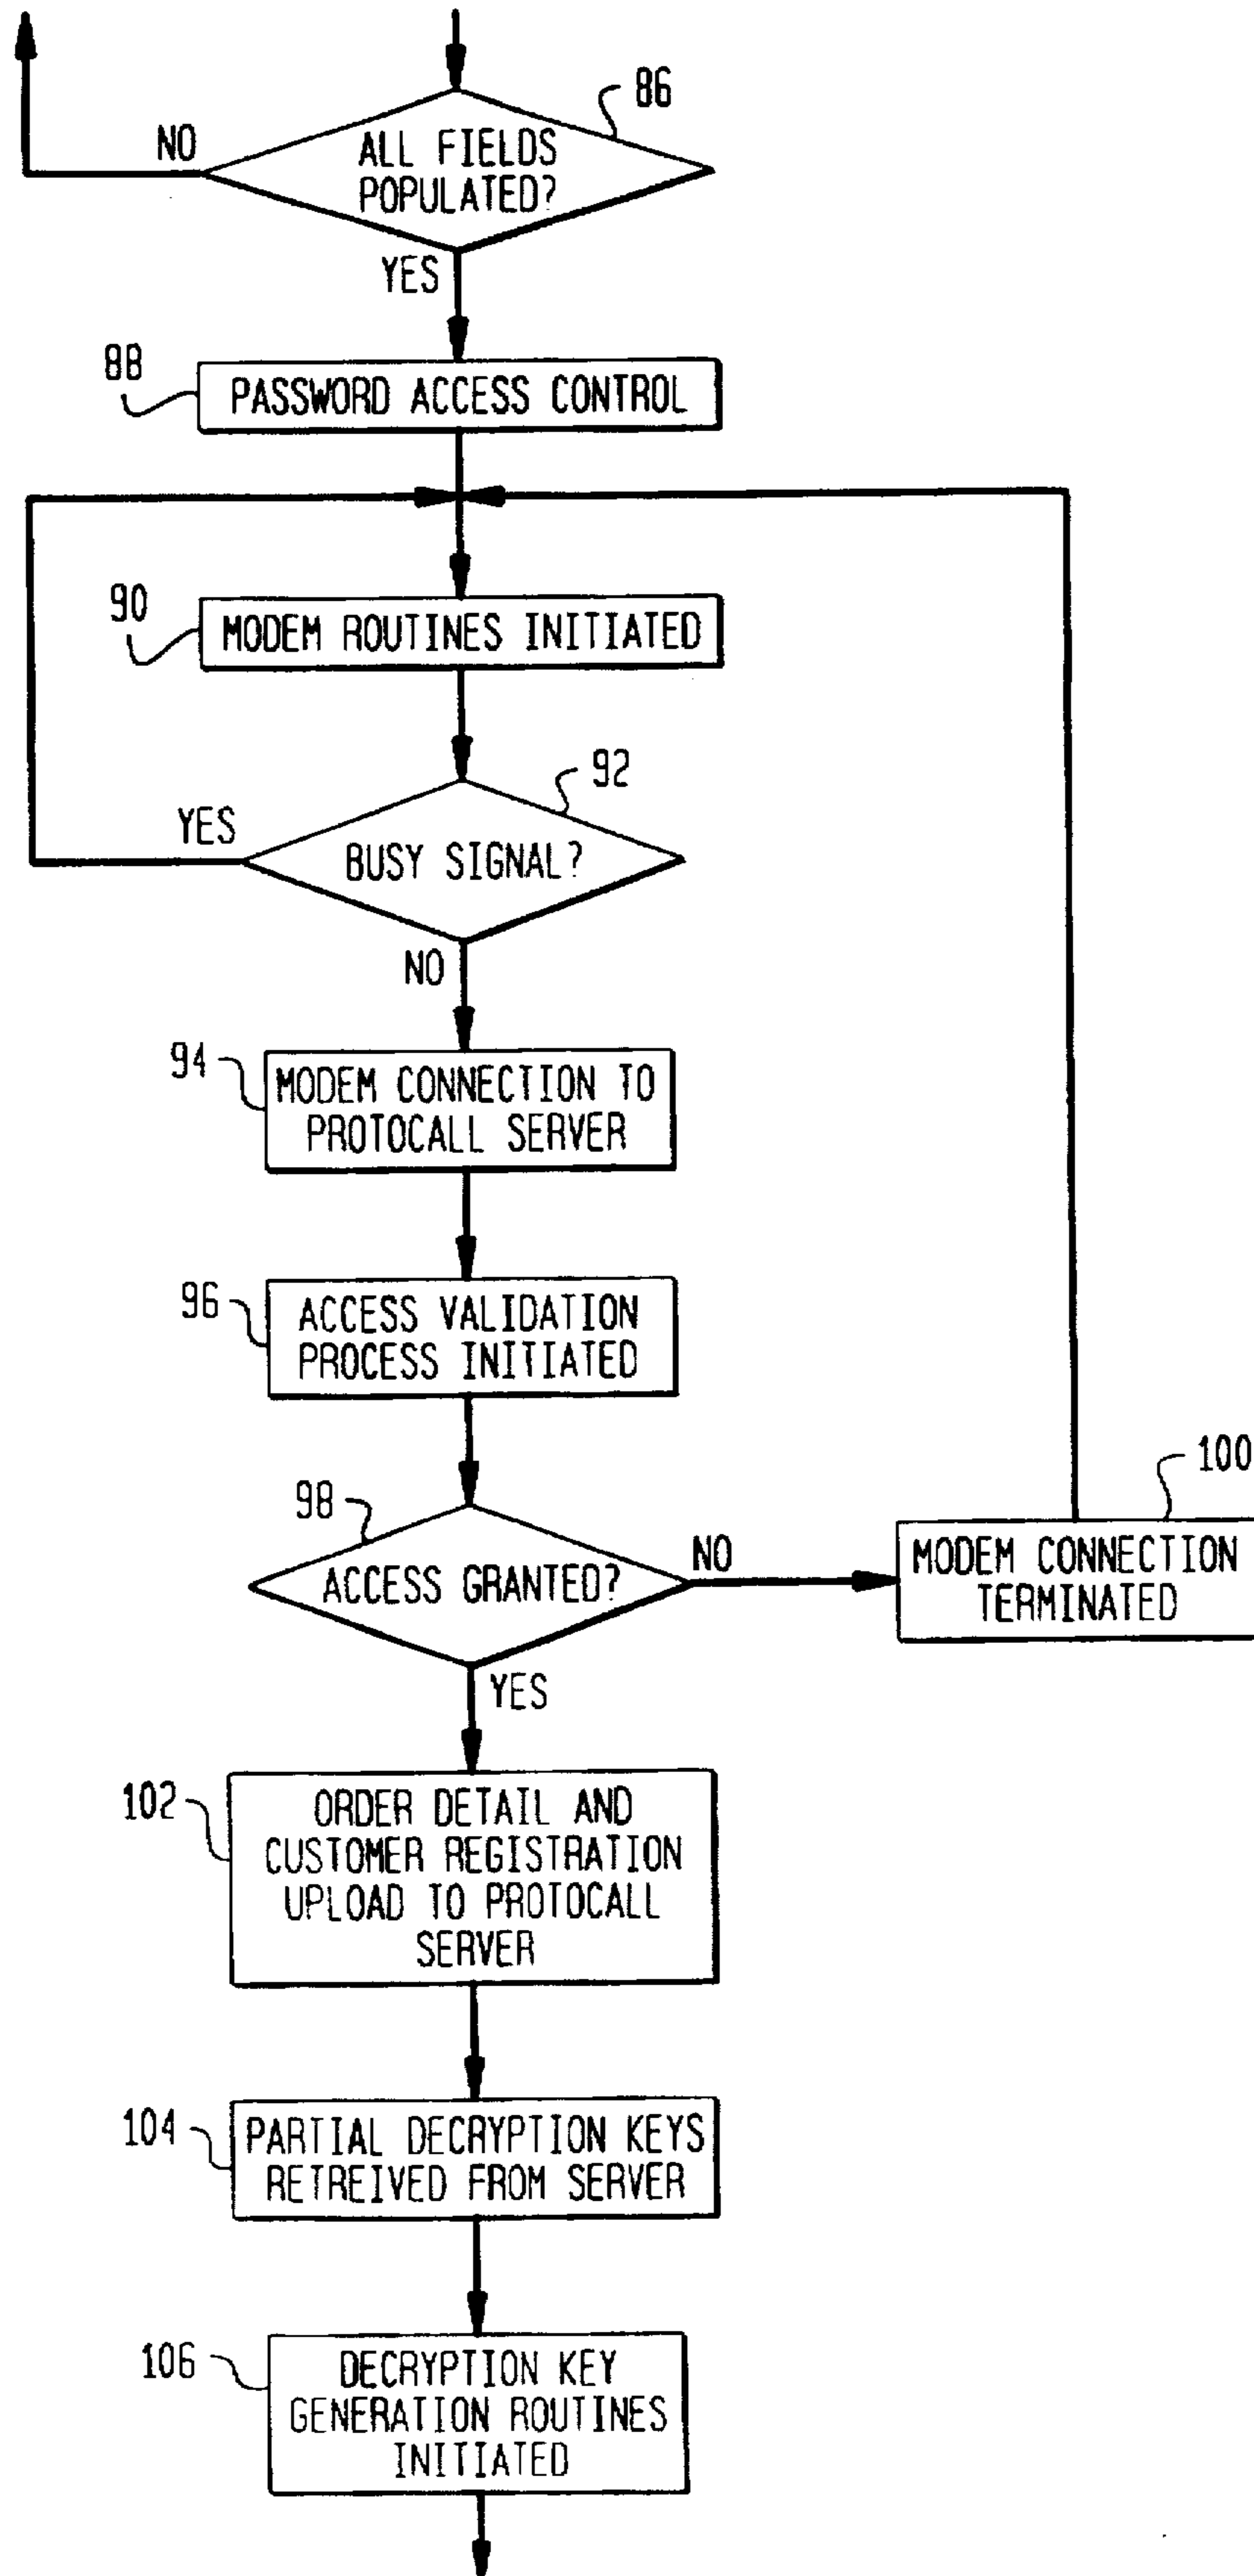 86
ALL FIELDS
POPULATED?
NO
YES
88
PASSWORD ACCESS CONTROL
90
MODEM ROUTINES INITIATED
92
YES
BUSY SIGNAL?
NO
94
MODEM CONNECTION TO
PROTOCALL SERVER
96
ACCESS VALIDATION
PROCESS INITIATED
98
ACCESS GRANTED?
NO
100
MODEM CONNECTION
TERMINATED
YES
102
ORDER DETAIL AND
CUSTOMER REGISTRATION
UPLOAD TO PROTOCALL
SERVER
104
PARTIAL DECRYPTION KEYS
RETREIVED FROM SERVER
106
DECRYPTION KEY
GENERATION ROUTINES
INITIATED